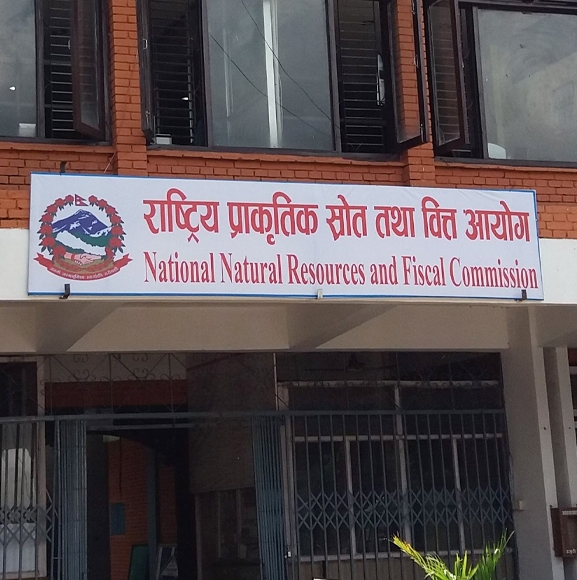 राष्ट्रिय प्राकृतिक स्रोत तथा वित्त आयोग
National Natural Resources and Fiscal Commission